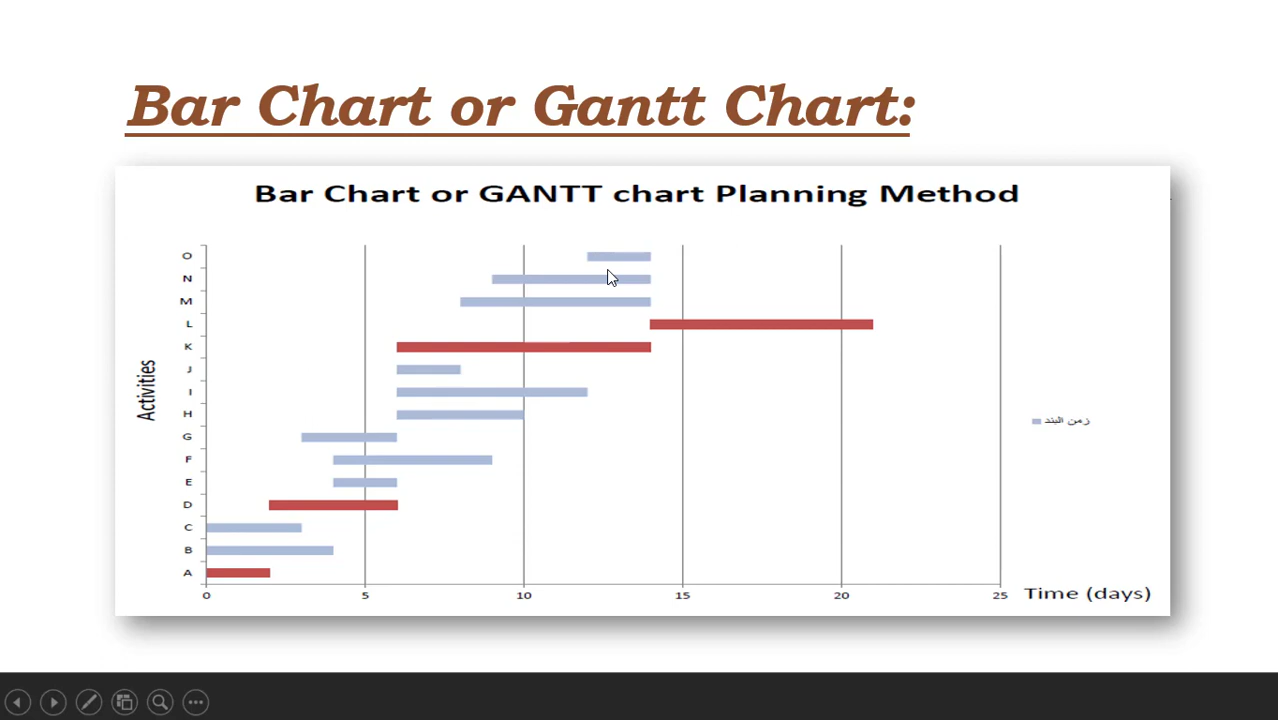 Bar Chart or Gantt Chart:
Bar Chart or GANTT chart Planning Method
O
N
M
L
K
J
I
H
G
F
E
D
C
B
A
Activities
زمن البند
0 5 10 15 20 25 Time (days)